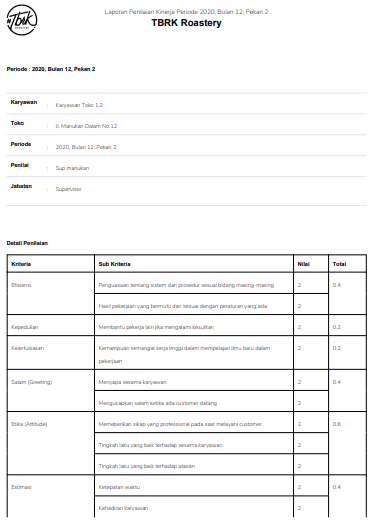 TBRK
Laporan Penilaian Kinerja Periode 2020, Bulan 12, Pekan 2
TBRK Roastery
Periode : 2020, Bulan 12, Pekan 2
Karyawan : Karyawan Toko 1.2
Toko : Jl Manukan Dalam No.12
Periode : 2020, Bulan 12, Pekan 2
Penilai : Sup manukan
Jabatan : Supervisor
Detail Penilaian
Kriteria Sub Kriteria Nilai Total
Efisiensi Penguasaan tentang sistem dan prosedur sesuai bidang masing-masing 2 0.4
Hasil pekerjaan yang bermutu dan sesuai dengan peraturan yang ada 2
Kepedulian Membantu pekerja lain jika mengalami kesulitan 2 0.2
Keantusiasan Kemampuan semangat kerja tinggi dalam mempelajari ilmu baru dalam 2 0.2
pekerjaan
Salam (Greeting) Menyapa sesama karyawan 2 0.4
Mengucapkan salam ketika ada customer datang 2
Etika (Attitude) Memeberikan sikap yang professional pada saat melayani customer 2 0.6
Tingkah laku yang baik terhadap sesama karyawan 2
Tingkah laku yang baik terhadap atasan 2
Estimasi Ketepatan waktu 2 0.4
Kehadiran karyawan 2